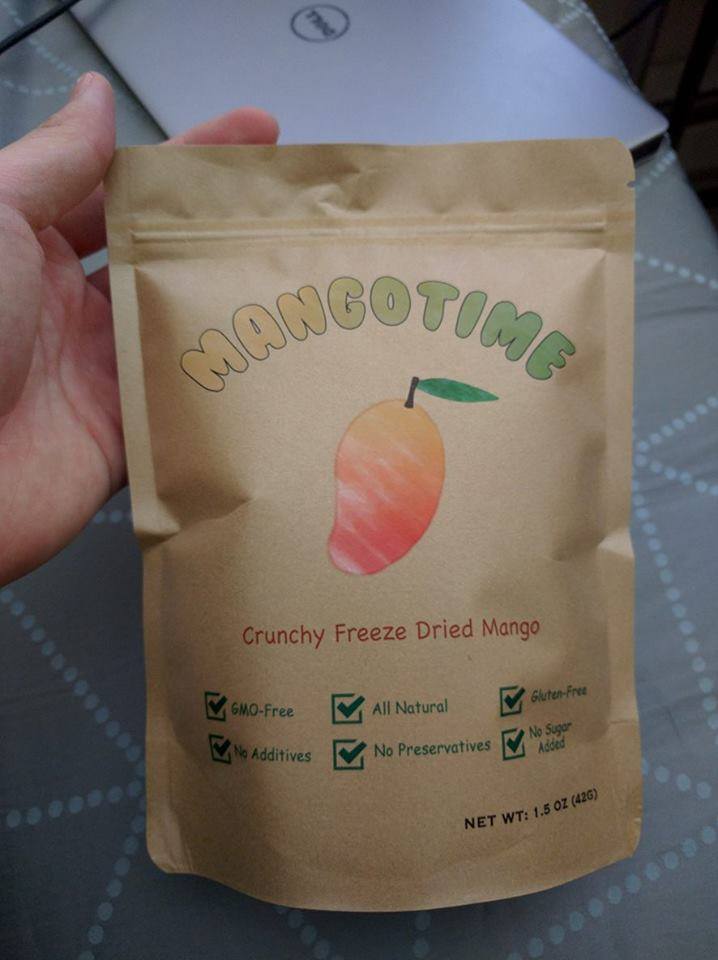 DELL
MANGOTIME
Crunchy Freeze Dried Mango
GMO-Free
All Natural
Gluten-Free
No Additives
No Preservatives
No Sugar
Added
NET WT: 1.5 OZ (42G)